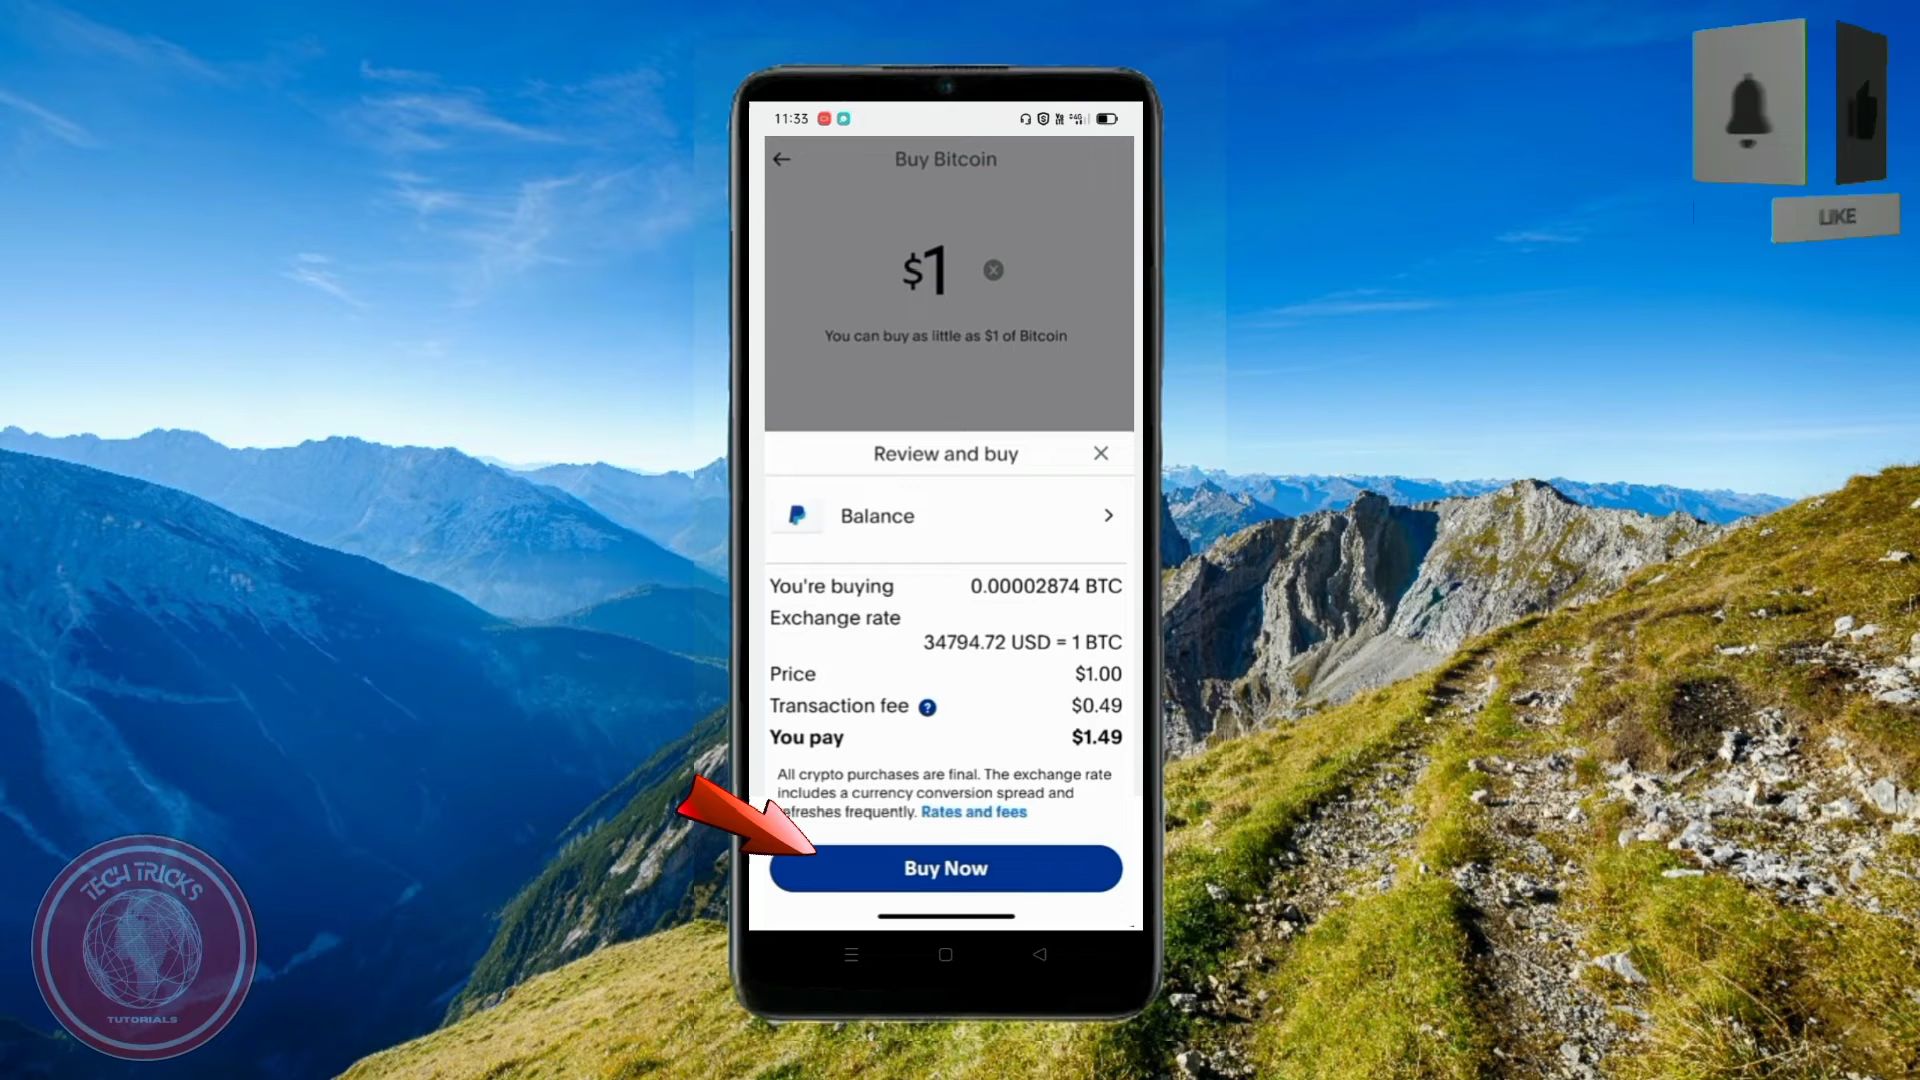 11:33
Buy Bitcoin
$1
You can buy as little as $1 of Bitcoin
Review and buy
Balance
You're buying 0.00002874 BTC
Exchange rate
34794.72 USD = 1 BTC
Price $1.00
Transaction fee ? $0.49
You pay $1.49
All crypto purchases are final. The exchange rate
includes a currency conversion spread and
efreshes frequently. Rates and fees
Buy Now
LIKE
TECH TRICKS
TUTORIALS